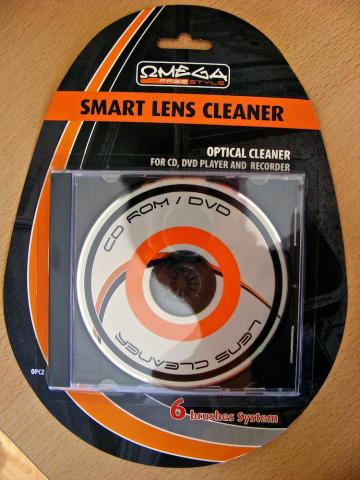 ΩMEGA
FREESTYLE
SMART LENS CLEANER
OPTICAL CLEANER
FOR CD, DVD PLAYER AND RECORDER
CD ROM / DVD
LENS CLEANER
OPCZ
6 brushes System